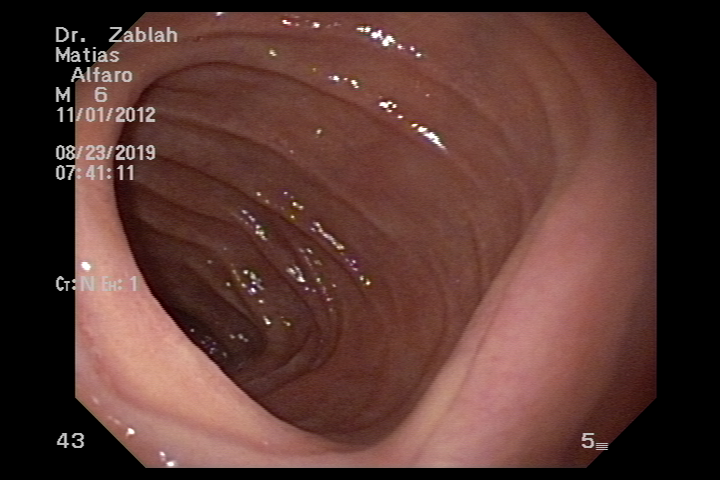 Dr. Zablah
Matias
Alfaro
M 6
11/01/2012
08/23/2019
07:41:11
CT:N EH:1
43
5